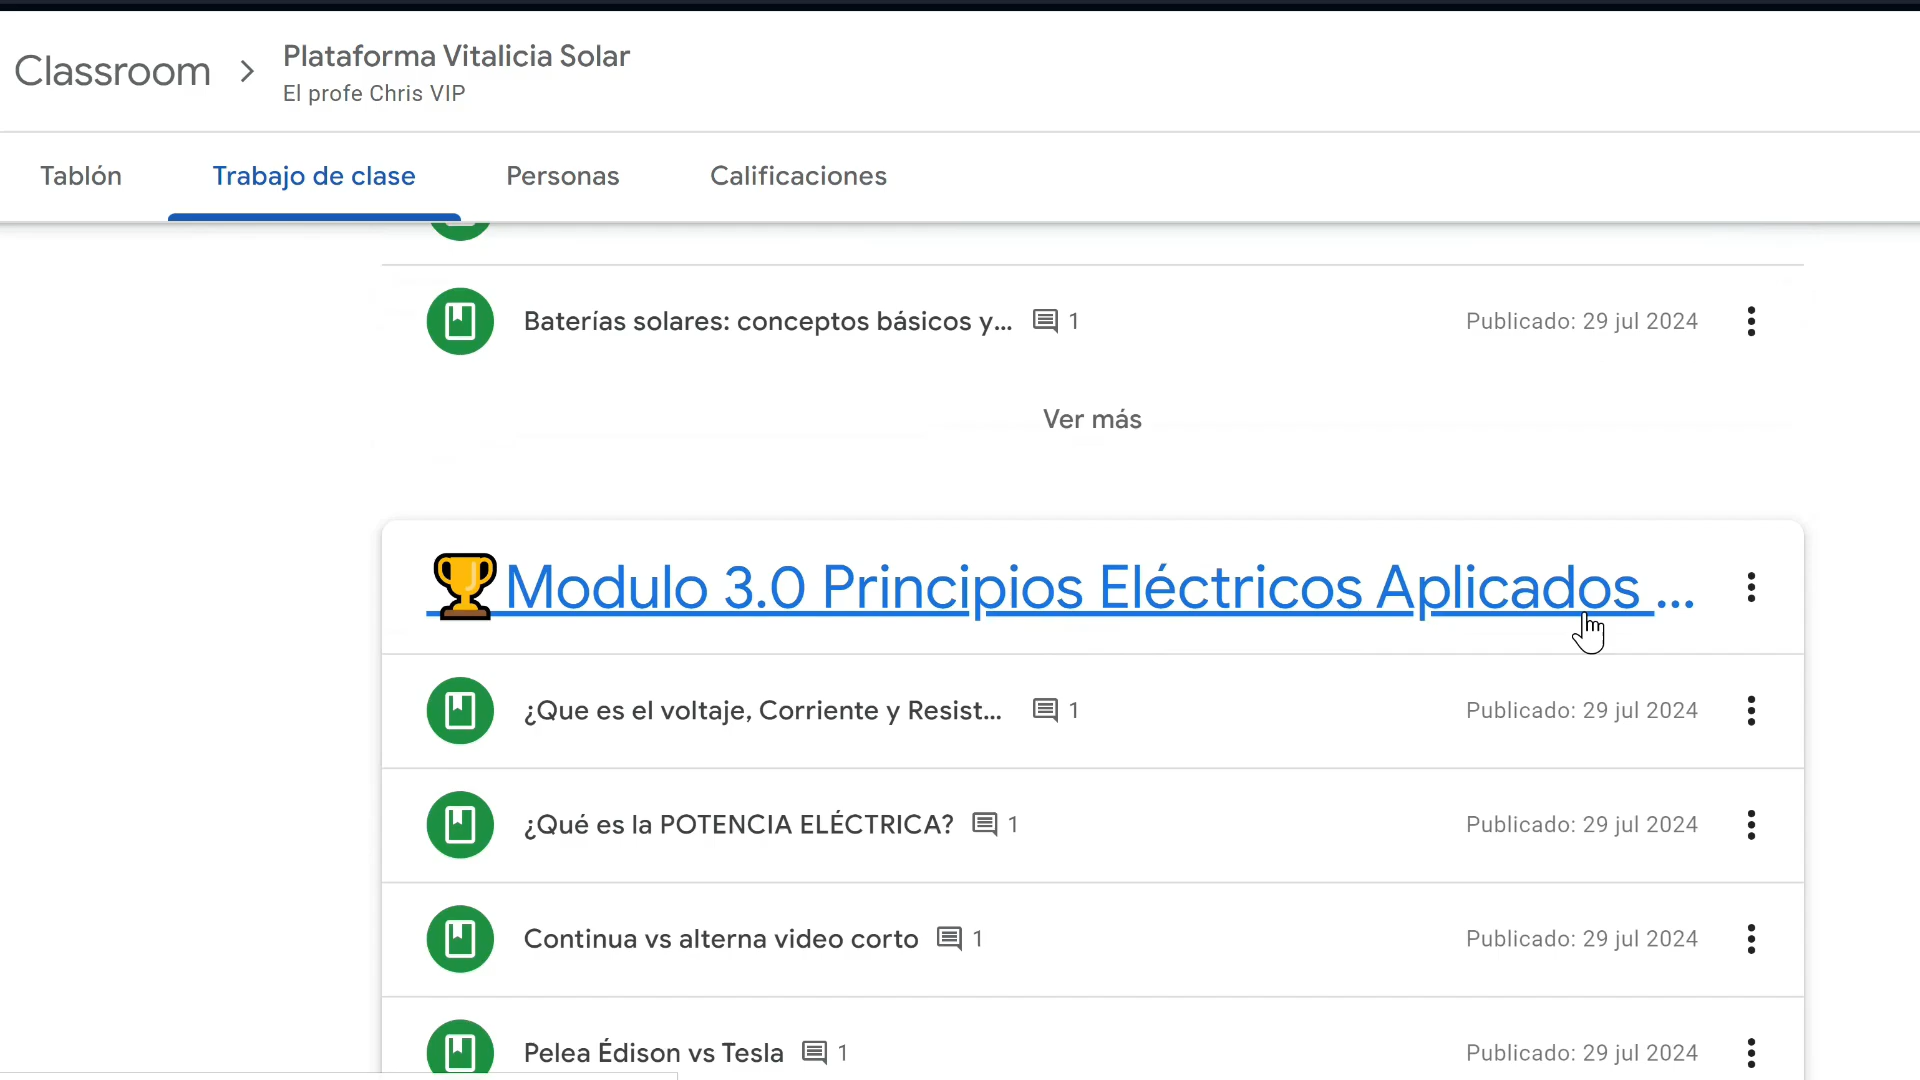 Classroom
Plataforma Vitalicia Solar
El profe Chris VIP
Tablón
Trabajo de clase
Personas
Calificaciones
Baterías solares: conceptos básicos y... 1 Publicado: 29 jul 2024
Ver más
🏆Modulo 3.0 Principios Eléctricos Aplicados ...
¿Que es el voltaje, Corriente y Resist... 1 Publicado: 29 jul 2024
¿Qué es la POTENCIA ELÉCTRICA? 1 Publicado: 29 jul 2024
Continua vs alterna video corto 1 Publicado: 29 jul 2024
Pelea Édison vs Tesla 1 Publicado: 29 jul 2024